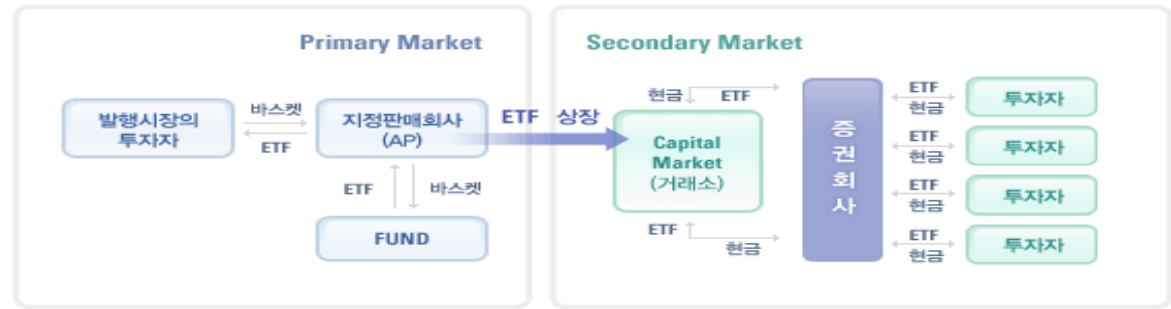 Primary Market
발행시장의
투자자
바스켓
ETF
지정판매회사
(AP)
ETF
바스켓
FUND
ETF 상장
Secondary Market
현금
ETF
Capital
Market
(거래소)
ETF
현금
증
권
회
사
ETF
현금
투자자
ETF
현금
투자자
ETF
현금
투자자
ETF
현금
투자자